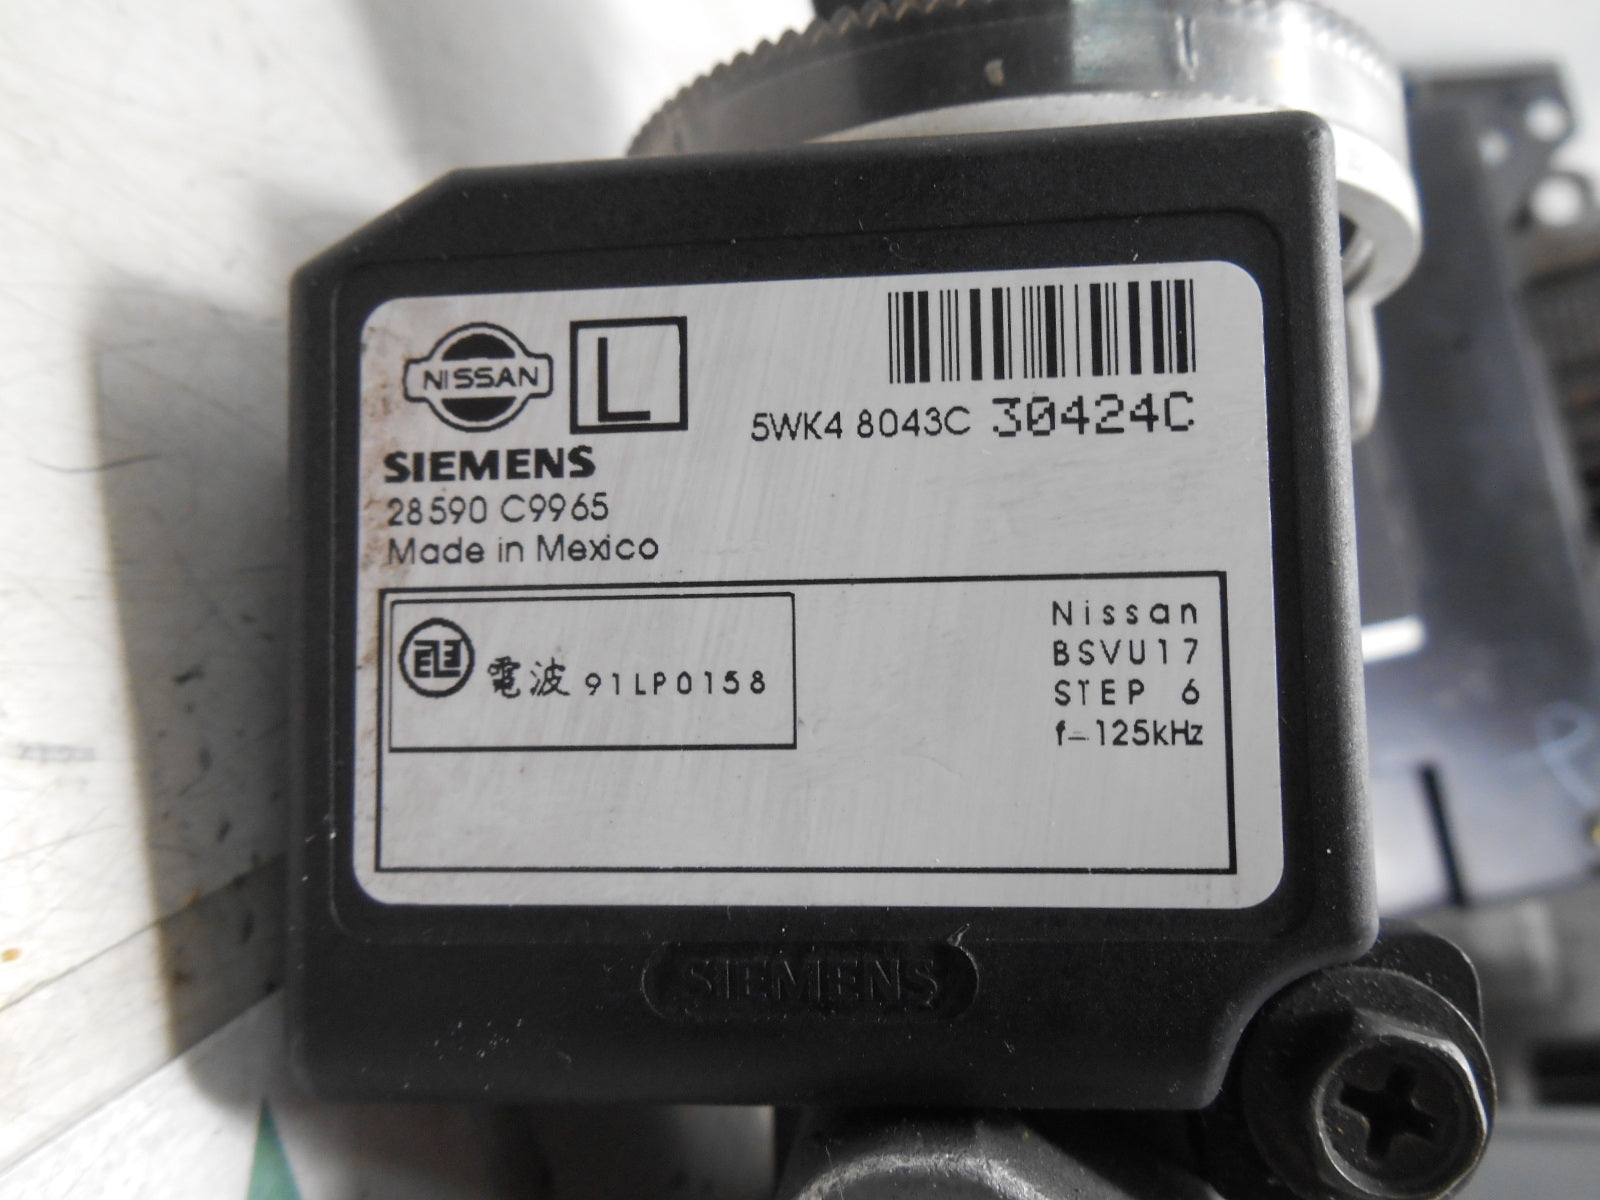 NISSAN
L
5WK4 8043C 30424C
SIEMENS
28590 C9965
Made in Mexico
電波 91LP0158
Nissan
BSVU17
STEP 6
f=125kHz
SIEMENS